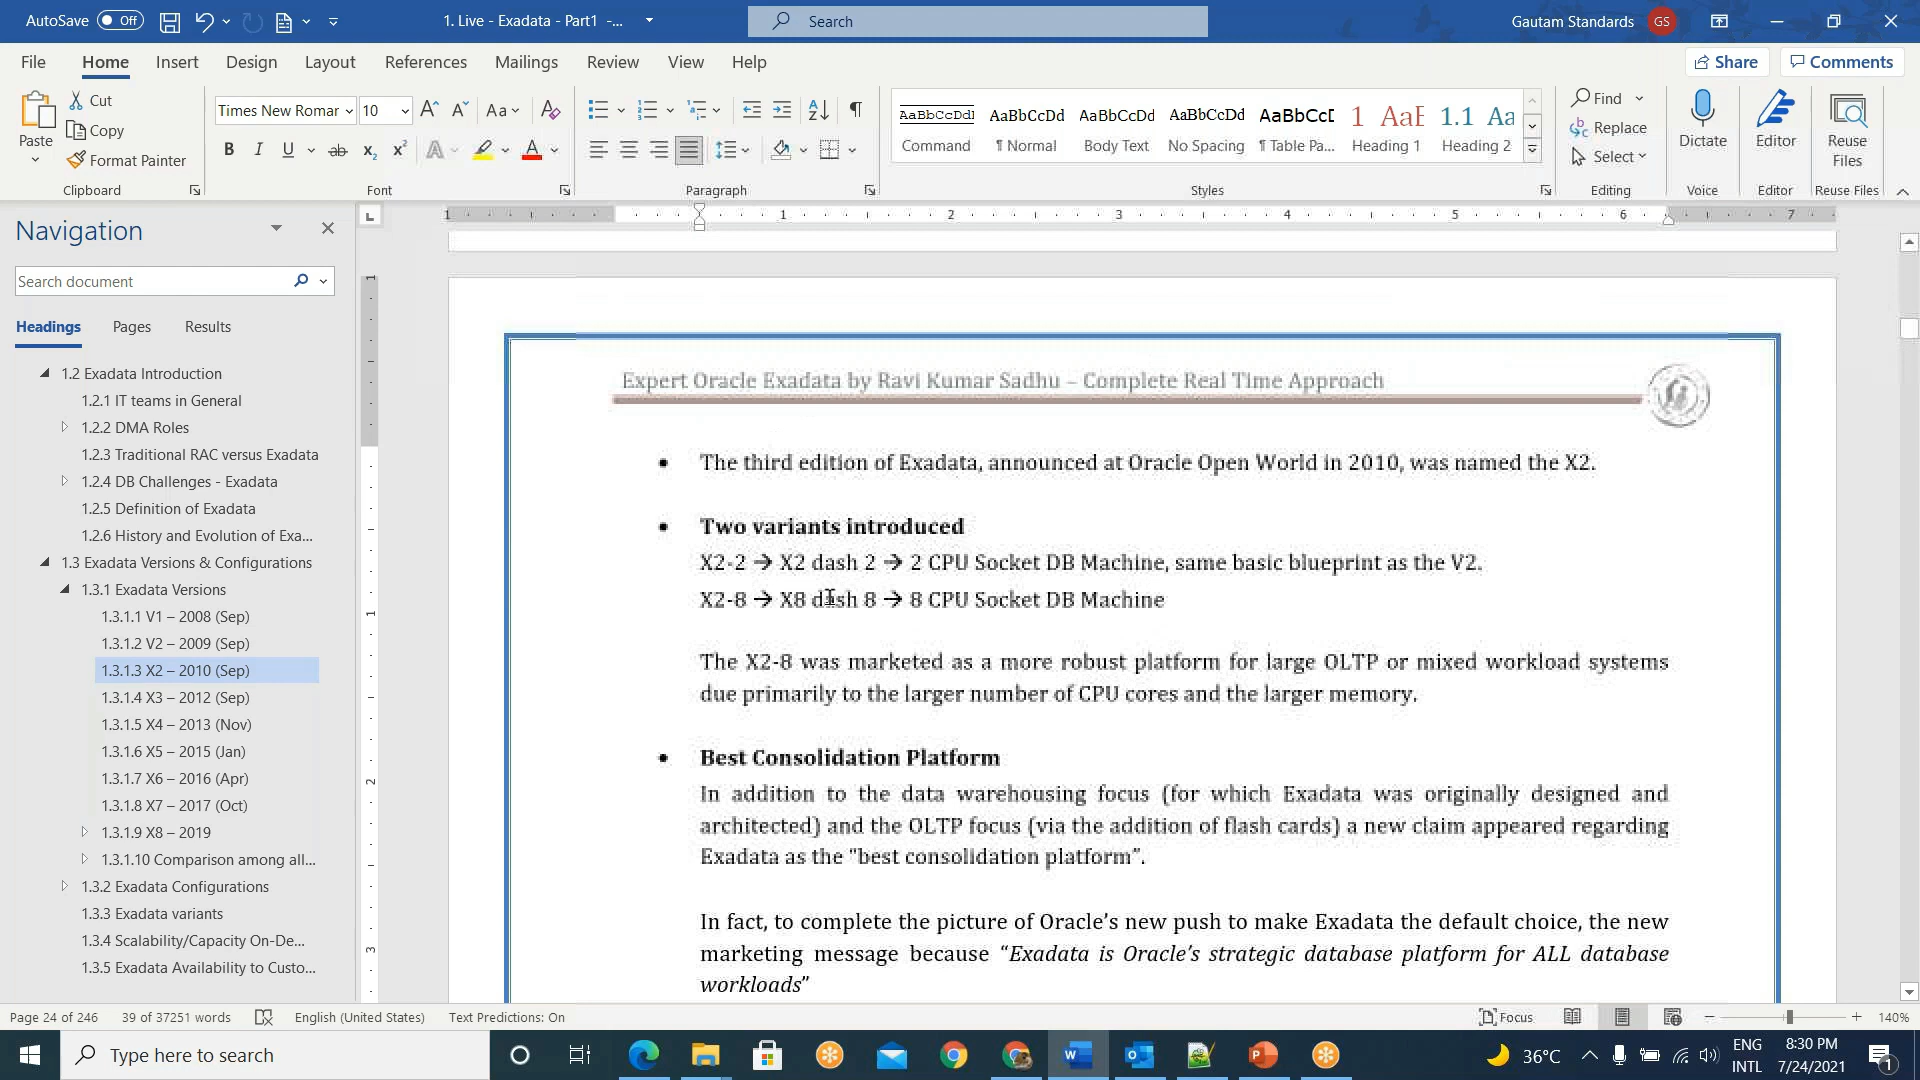 AutoSave Off 1. Live - Exadata - Part1 -... Search Gautam Standards GS
File Home Insert Design Layout References Mailings Review View Help Share Comments
Paste Cut Copy Format Painter
Clipboard
Times New Romar 10
Font
Paragraph
AaBbCcDdI AaBbCcDd AaBbCcDd AaBbCcDd AaBbCcD 1 AaE 1.1 Aa
Command ¶ Normal Body Text No Spacing ¶ Table Pa... Heading 1 Heading 2
Styles
Find
Replace
Select
Editing
Dictate
Voice
Editor
Editor
Reuse
Files
Reuse Files
Navigation
Search document
Headings Pages Results
1.2 Exadata Introduction
1.2.1 IT teams in General
1.2.2 DMA Roles
1.2.3 Traditional RAC versus Exadata
1.2.4 DB Challenges - Exadata
1.2.5 Definition of Exadata
1.2.6 History and Evolution of Exa...
1.3 Exadata Versions & Configurations
1.3.1 Exadata Versions
1.3.1.1 V1 – 2008 (Sep)
1.3.1.2 V2 – 2009 (Sep)
1.3.1.3 X2 – 2010 (Sep)
1.3.1.4 X3 – 2012 (Sep)
1.3.1.5 X4 – 2013 (Nov)
1.3.1.6 X5 – 2015 (Jan)
1.3.1.7 X6 – 2016 (Apr)
1.3.1.8 X7 – 2017 (Oct)
1.3.1.9 X8 – 2019
1.3.1.10 Comparison among all...
1.3.2 Exadata Configurations
1.3.3 Exadata variants
1.3.4 Scalability/Capacity On-De...
1.3.5 Exadata Availability to Custo...
1 1 2 3 4 5 6 7
1
1
2
3
Expert Oracle Exadata by Ravi Kumar Sadhu – Complete Real Time Approach
• The third edition of Exadata, announced at Oracle Open World in 2010, was named the X2.
• Two variants introduced
X2-2 → X2 dash 2 → 2 CPU Socket DB Machine, same basic blueprint as the V2.
X2-8 → X8 dash 8 → 8 CPU Socket DB Machine
The X2-8 was marketed as a more robust platform for large OLTP or mixed workload systems
due primarily to the larger number of CPU cores and the larger memory.
• Best Consolidation Platform
In addition to the data warehousing focus (for which Exadata was originally designed and
architected) and the OLTP focus (via the addition of flash cards) a new claim appeared regarding
Exadata as the “best consolidation platform”.
In fact, to complete the picture of Oracle’s new push to make Exadata the default choice, the new
marketing message because “Exadata is Oracle’s strategic database platform for ALL database
workloads”
Page 24 of 246 39 of 37251 words English (United States) Text Predictions: On Focus 140%
Type here to search 36°C ENG 8:30 PM
INTL 7/24/2021 1